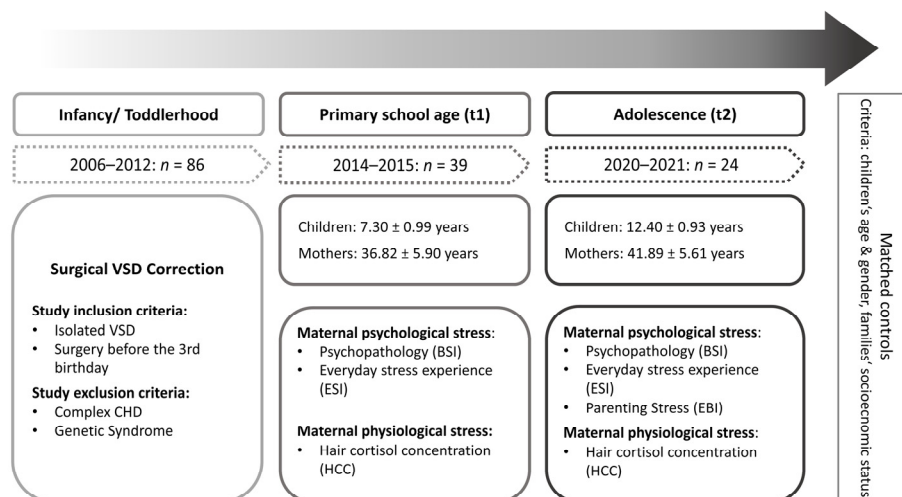 Infancy/ Toddlerhood
2006–2012: n = 86
Surgical VSD Correction
Study inclusion criteria:
• Isolated VSD
• Surgery before the 3rd
birthday
Study exclusion criteria:
• Complex CHD
• Genetic Syndrome
Primary school age (t1)
2014–2015: n = 39
Children: 7.30 ± 0.99 years
Mothers: 36.82 ± 5.90 years
Maternal psychological stress:
• Psychopathology (BSI)
• Everyday stress experience
(ESI)
Maternal physiological stress:
• Hair cortisol concentration
(HCC)
Adolescence (t2)
2020–2021: n = 24
Children: 12.40 ± 0.93 years
Mothers: 41.89 ± 5.61 years
Maternal psychological stress:
• Psychopathology (BSI)
• Everyday stress experience
(ESI)
• Parenting Stress (EBI)
Maternal physiological stress:
• Hair cortisol concentration
(HCC)
Matched controls
Criteria: children's age & gender, families' socioecnomic status